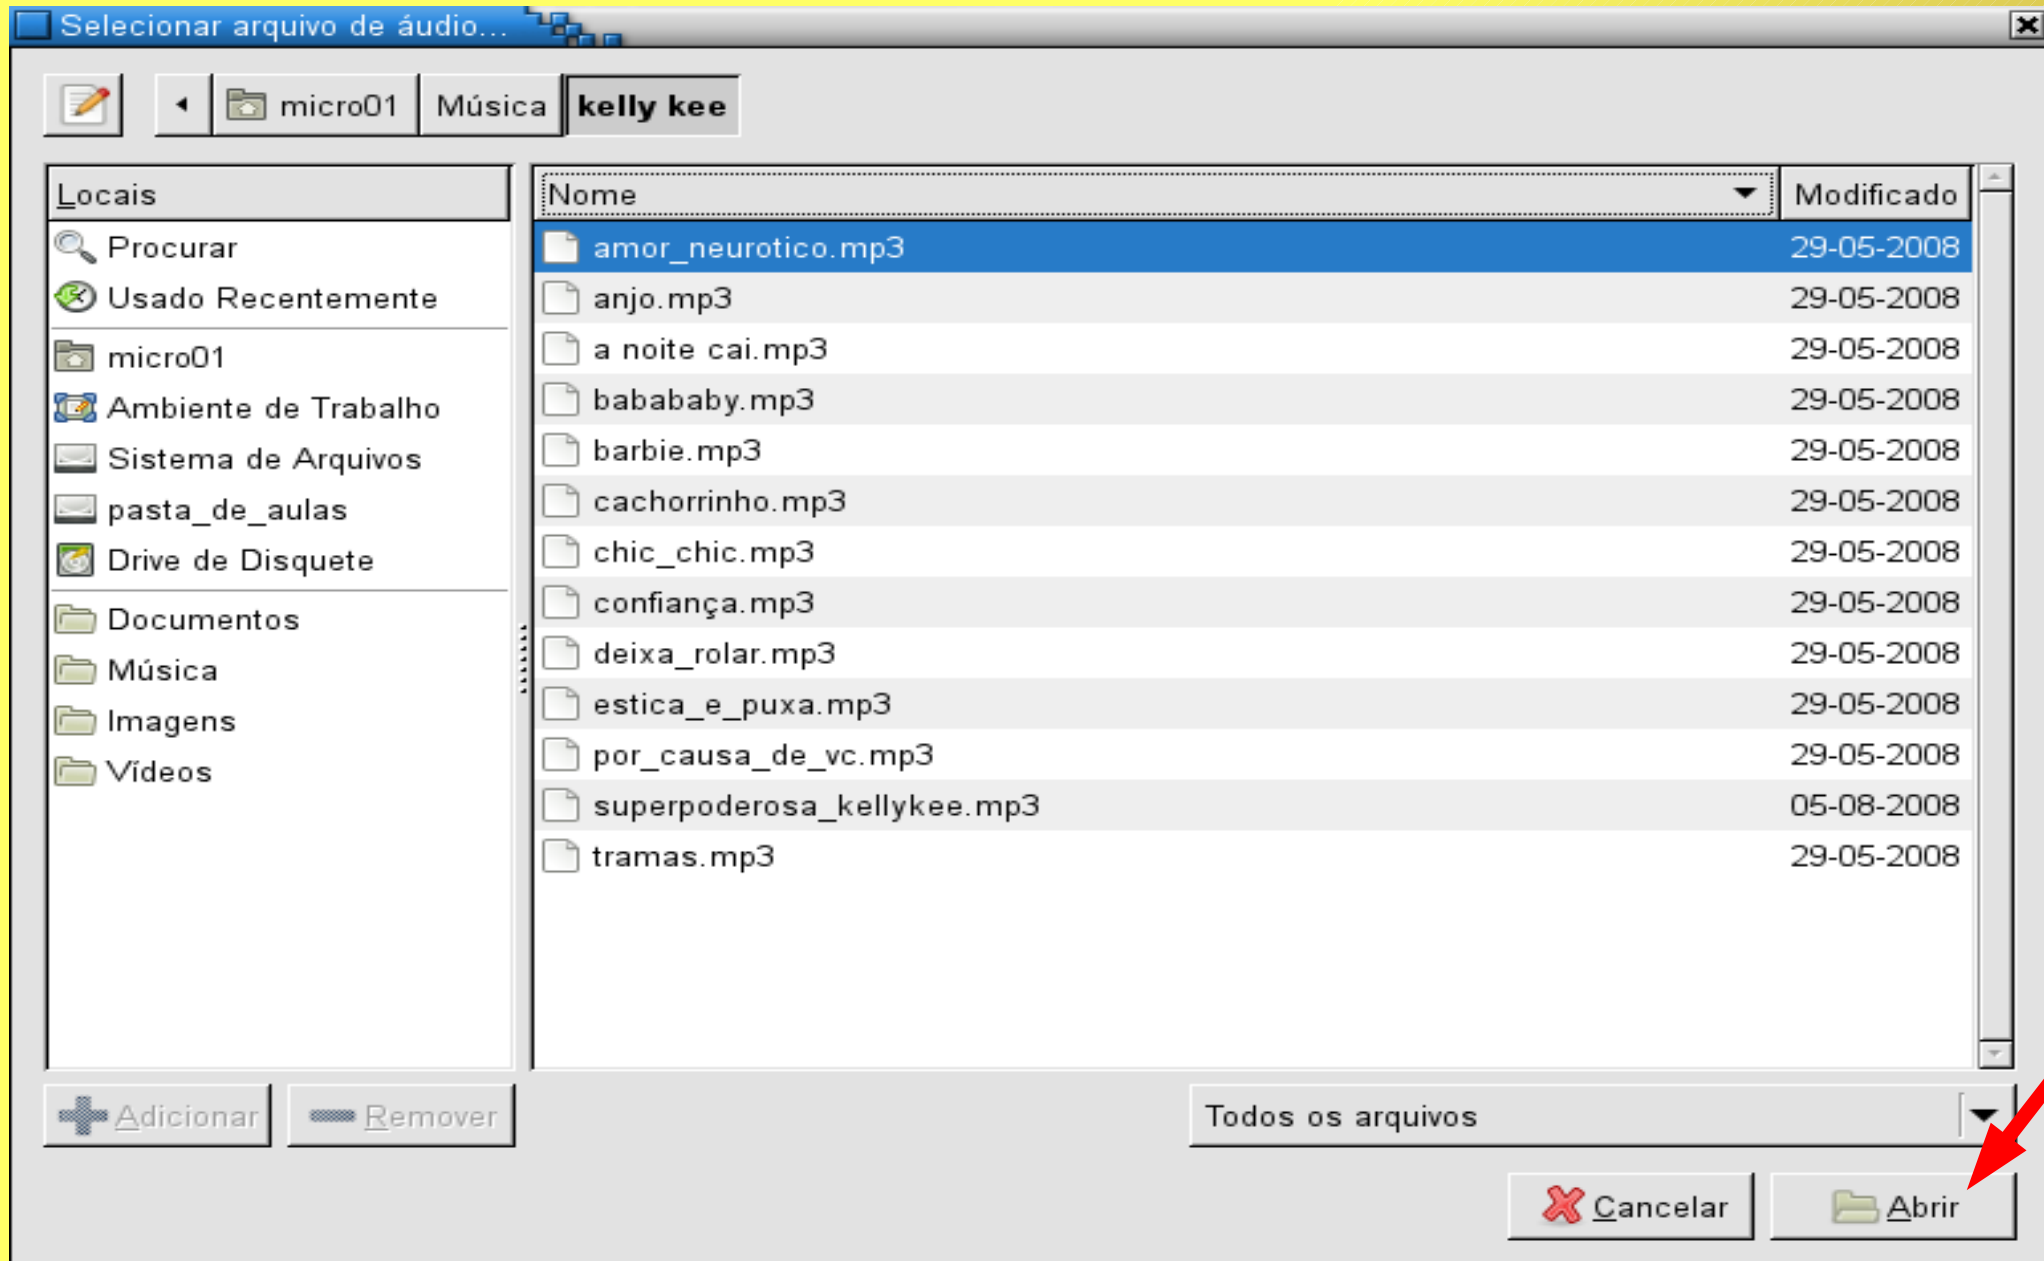 Selecionar arquivo de áudio...
micro01 Música kelly kee
Locais
Procurar
Usado Recentemente
micro01
Ambiente de Trabalho
Sistema de Arquivos
pasta_de_aulas
Drive de Disquete
Documentos
Música
Imagens
Vídeos
Nome Modificado
amor_neurotico.mp3 29-05-2008
anjo.mp3 29-05-2008
a noite cai.mp3 29-05-2008
babababy.mp3 29-05-2008
barbie.mp3 29-05-2008
cachorrinho.mp3 29-05-2008
chic_chic.mp3 29-05-2008
confiança.mp3 29-05-2008
deixa_rolar.mp3 29-05-2008
estica_e_puxa.mp3 29-05-2008
por_causa_de_vc.mp3 29-05-2008
superpoderosa_kellykee.mp3 05-08-2008
tramas.mp3 29-05-2008
Adicionar Remover
Todos os arquivos
Cancelar Abrir